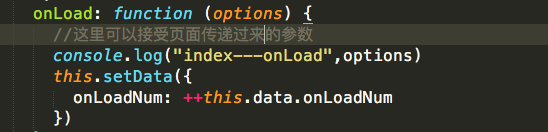 onLoad: function (options) {
//这里可以接受页面传递过来的参数
console.log("index---onLoad",options)
this.setData({
onLoadNum: ++this.data.onLoadNum
})